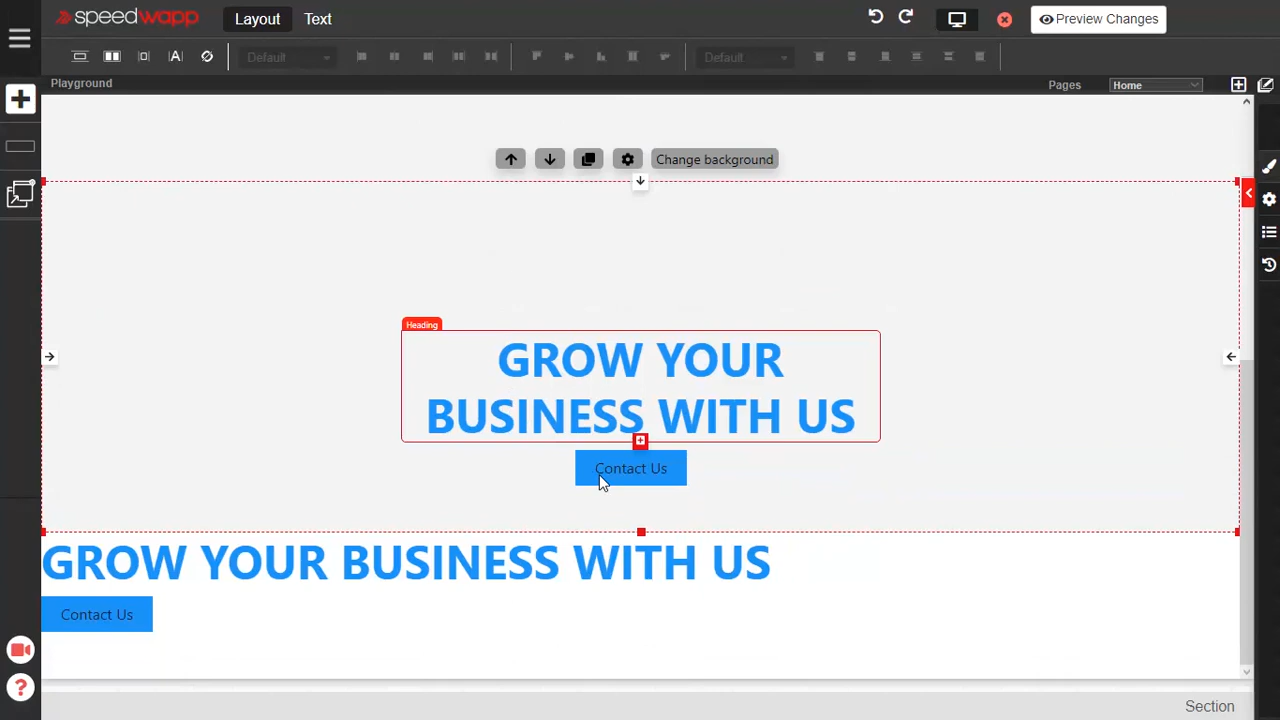 speedwapp
Layout
Text
Preview Changes
A
Default
Default
Playground
Pages
Home
Change background
Heading
GROW YOUR
BUSINESS WITH US
Contact Us
GROW YOUR BUSINESS WITH US
Contact Us
?
Section